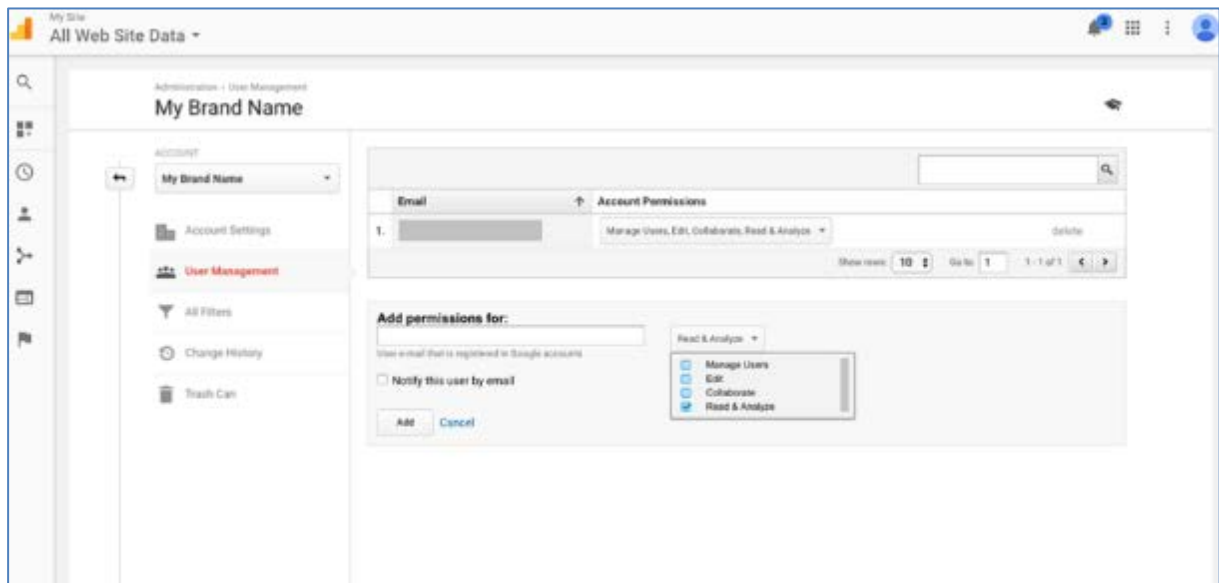 My Site
All Web Site Data
Administration > User Management
My Brand Name
ACCOUNT
My Brand Name
Account Settings
User Management
All Filters
Change History
Trash Can
Email
Account Permissions
1.
Manage Users, Edit, Collaborate, Read & Analyze
delete
Show rows: 10 Go to: 1 1 - 1 of 1
Add permissions for:
User e-mail that is registered in Google accounts
Notify this user by email
Add Cancel
Read & Analyze
Manage Users
Edit
Collaborate
Read & Analyze